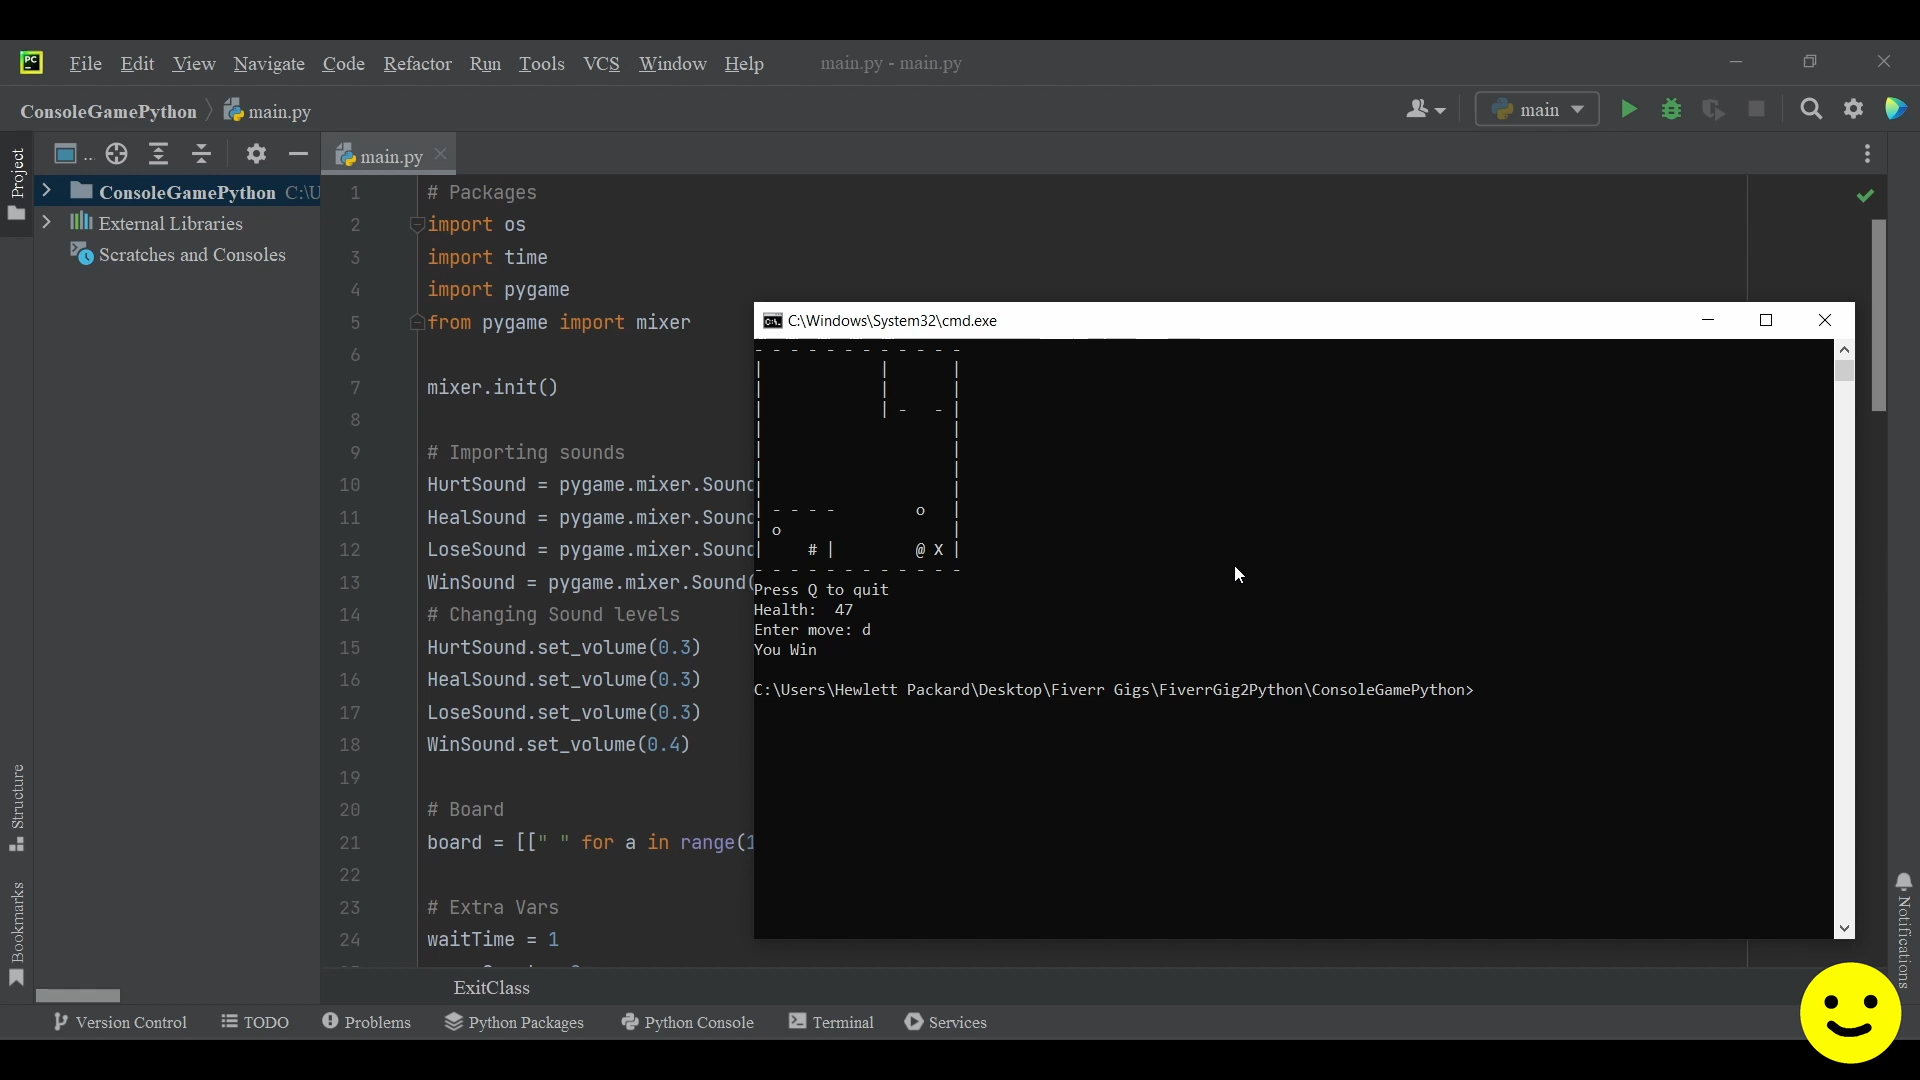 PC File Edit View Navigate Code Refactor Run Tools VCS Window Help main.py - main.py
ConsoleGamePython main.py main
Project
... main.py
ConsoleGamePython C:\U
External Libraries
Scratches and Consoles
1 # Packages
2 import os
3 import time
4 import pygame
5 from pygame import mixer
6
7 mixer.init()
8
9 # Importing sounds
10 HurtSound = pygame.mixer.Sound
11 HealSound = pygame.mixer.Sound
12 LoseSound = pygame.mixer.Sound
13 WinSound = pygame.mixer.Sound(
14 # Changing Sound levels
15 HurtSound.set_volume(0.3)
16 HealSound.set_volume(0.3)
17 LoseSound.set_volume(0.3)
18 WinSound.set_volume(0.4)
19
20 # Board
21 board = [[" " for a in range(1
22
23 # Extra Vars
24 waitTime = 1
C:\Windows\System32\cmd.exe
- - - - - - - - - - - -
|             |       |
|             |       |
|             | -   - |
|                     |
|                     |
|                     |
|                     |
| - - - -         o   |
| o                   |
|     # |         @ X |
- - - - - - - - - - - -
Press Q to quit
Health:  47
Enter move: d
You Win
C:\Users\Hewlett Packard\Desktop\Fiverr Gigs\FiverrGig2Python\ConsoleGamePython>
Structure
Bookmarks
Notifications
ExitClass
Version Control TODO Problems Python Packages Python Console Terminal Services